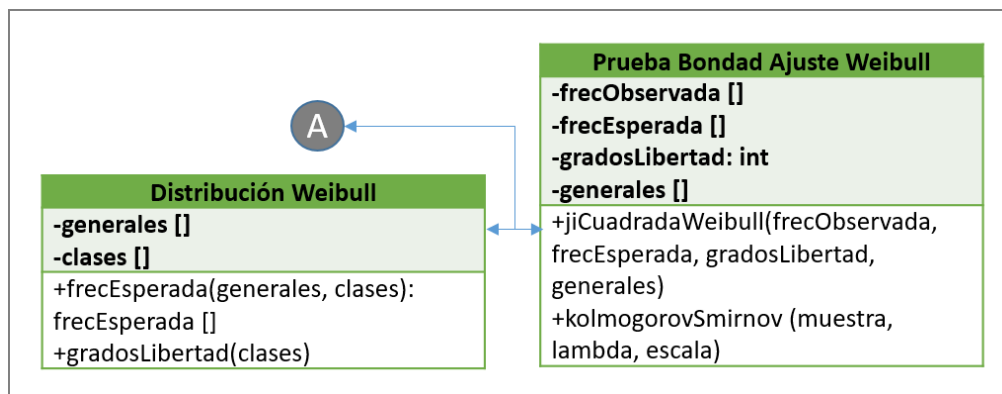 A
Distribución Weibull
-generales []
-clases []
+frecEsperada(generales, clases):
frecEsperada []
+gradosLibertad(clases)
Prueba Bondad Ajuste Weibull
-frecObservada []
-frecEsperada []
-gradosLibertad: int
-generales []
+jiCuadradaWeibull(frecObservada,
frecEsperada, gradosLibertad,
generales)
+kolmogorovSmirnov (muestra,
lambda, escala)